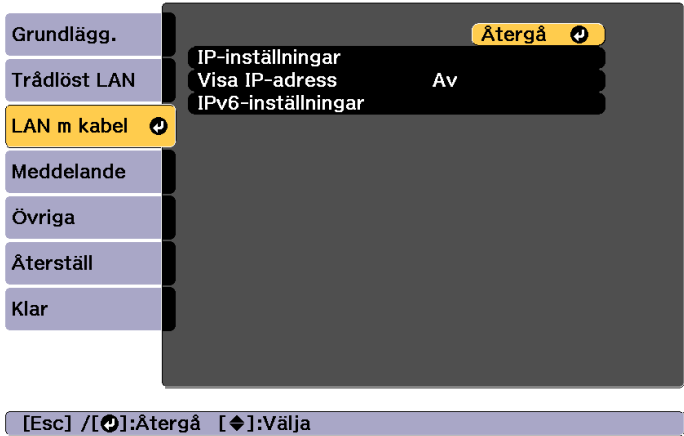 Grundlägg.
Trådlöst LAN
LAN m kabel
Meddelande
Övriga
Återställ
Klar
Återgå
IP-inställningar
Visa IP-adress Av
IPv6-inställningar
[Esc] /[]:Återgå []:Välja